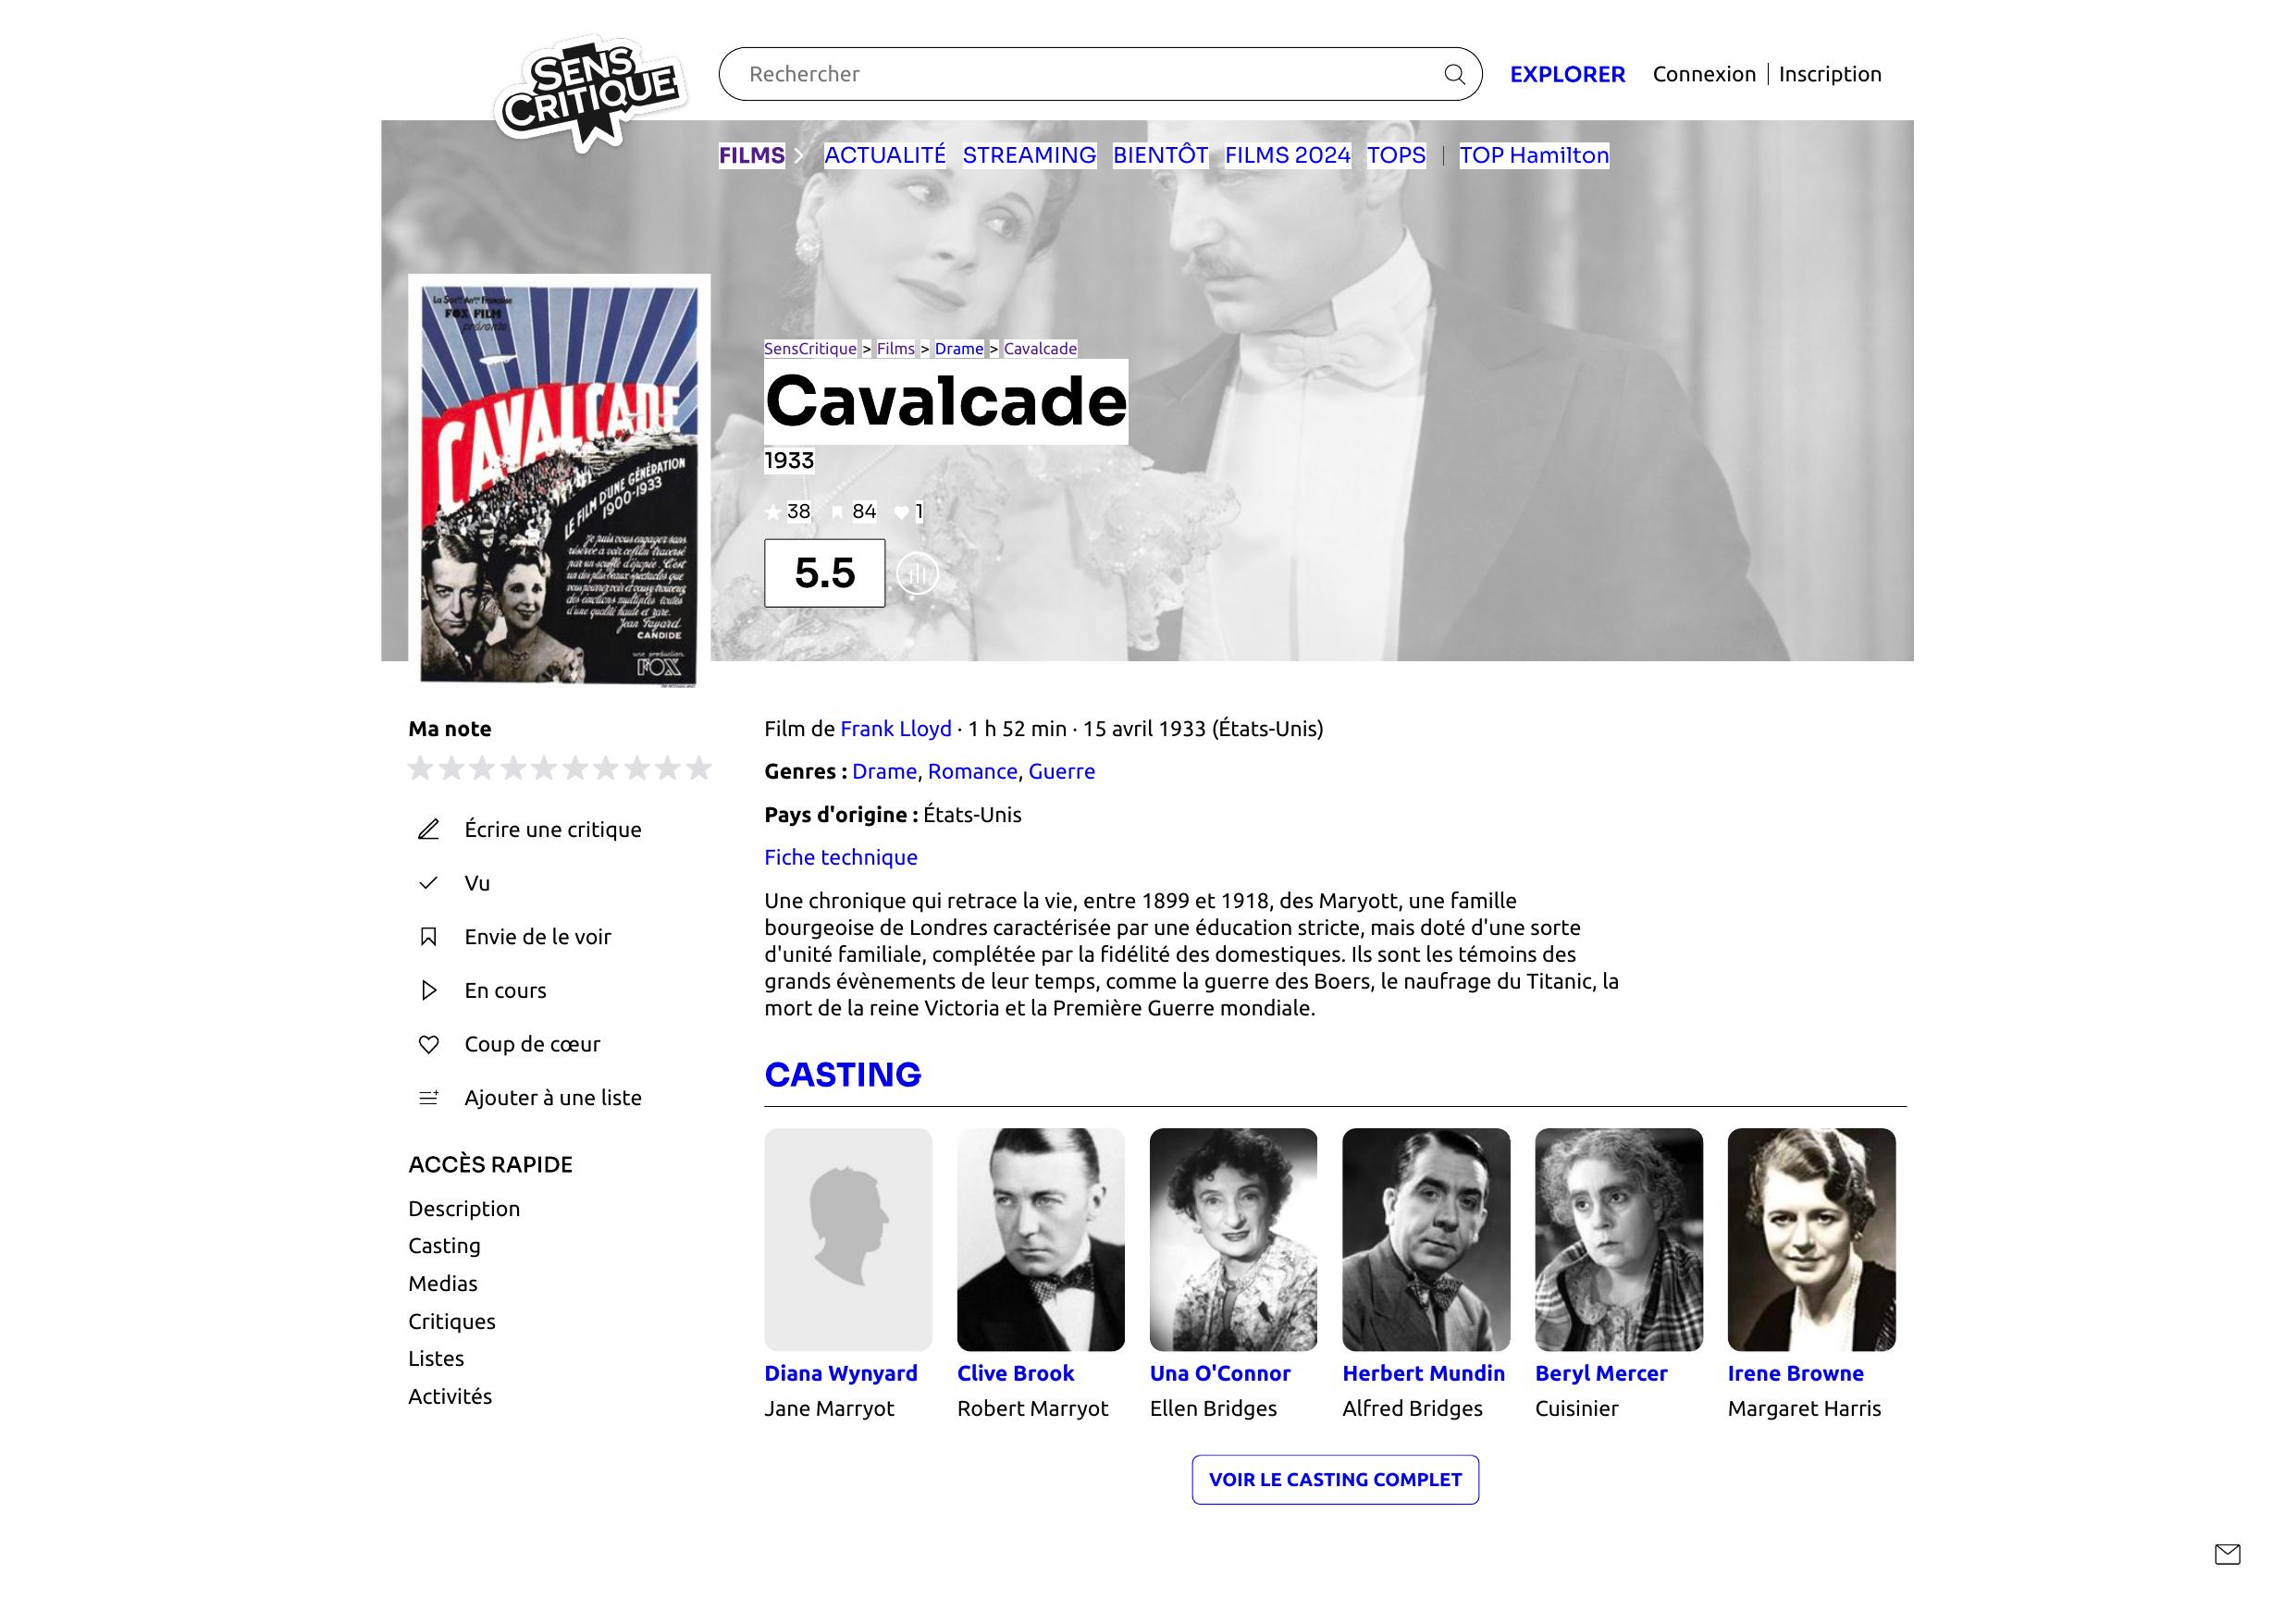 SENS
CRITIQUE
Rechercher
EXPLORER
Connexion | Inscription
FILMS
ACTUALITÉ
STREAMING
BIENTÔT
FILMS 2024
TOPS
|
TOP Hamilton
La Socté Anme Française
FOX FILM
présente
CAVALCADE
LE FILM D'UNE GÉNÉRATION
1900-1933
Je puis vous engager sans
réserve à voir ce film traversé
par un souffle d'épopée. C'est
un des plus beaux spectacles que
vous pourrez voir et vous y trouverez
des émotions multiples toutes
d'une qualité haute et rare.
Jean Fayard
CANDIDE
une production
FOX
SensCritique > Films > Drame > Cavalcade
Cavalcade
1933
38 84 1
5.5
Ma note
Écrire une critique
Vu
Envie de le voir
En cours
Coup de cœur
Ajouter à une liste
ACCÈS RAPIDE
Description
Casting
Medias
Critiques
Listes
Activités
Film de Frank Lloyd · 1 h 52 min · 15 avril 1933 (États-Unis)
Genres : Drame, Romance, Guerre
Pays d'origine : États-Unis
Fiche technique
Une chronique qui retrace la vie, entre 1899 et 1918, des Maryott, une famille
bourgeoise de Londres caractérisée par une éducation stricte, mais doté d'une sorte
d'unité familiale, complétée par la fidélité des domestiques. Ils sont les témoins des
grands évènements de leur temps, comme la guerre des Boers, le naufrage du Titanic, la
mort de la reine Victoria et la Première Guerre mondiale.
CASTING
Diana Wynyard
Jane Marryot
Clive Brook
Robert Marryot
Una O'Connor
Ellen Bridges
Herbert Mundin
Alfred Bridges
Beryl Mercer
Cuisinier
Irene Browne
Margaret Harris
VOIR LE CASTING COMPLET